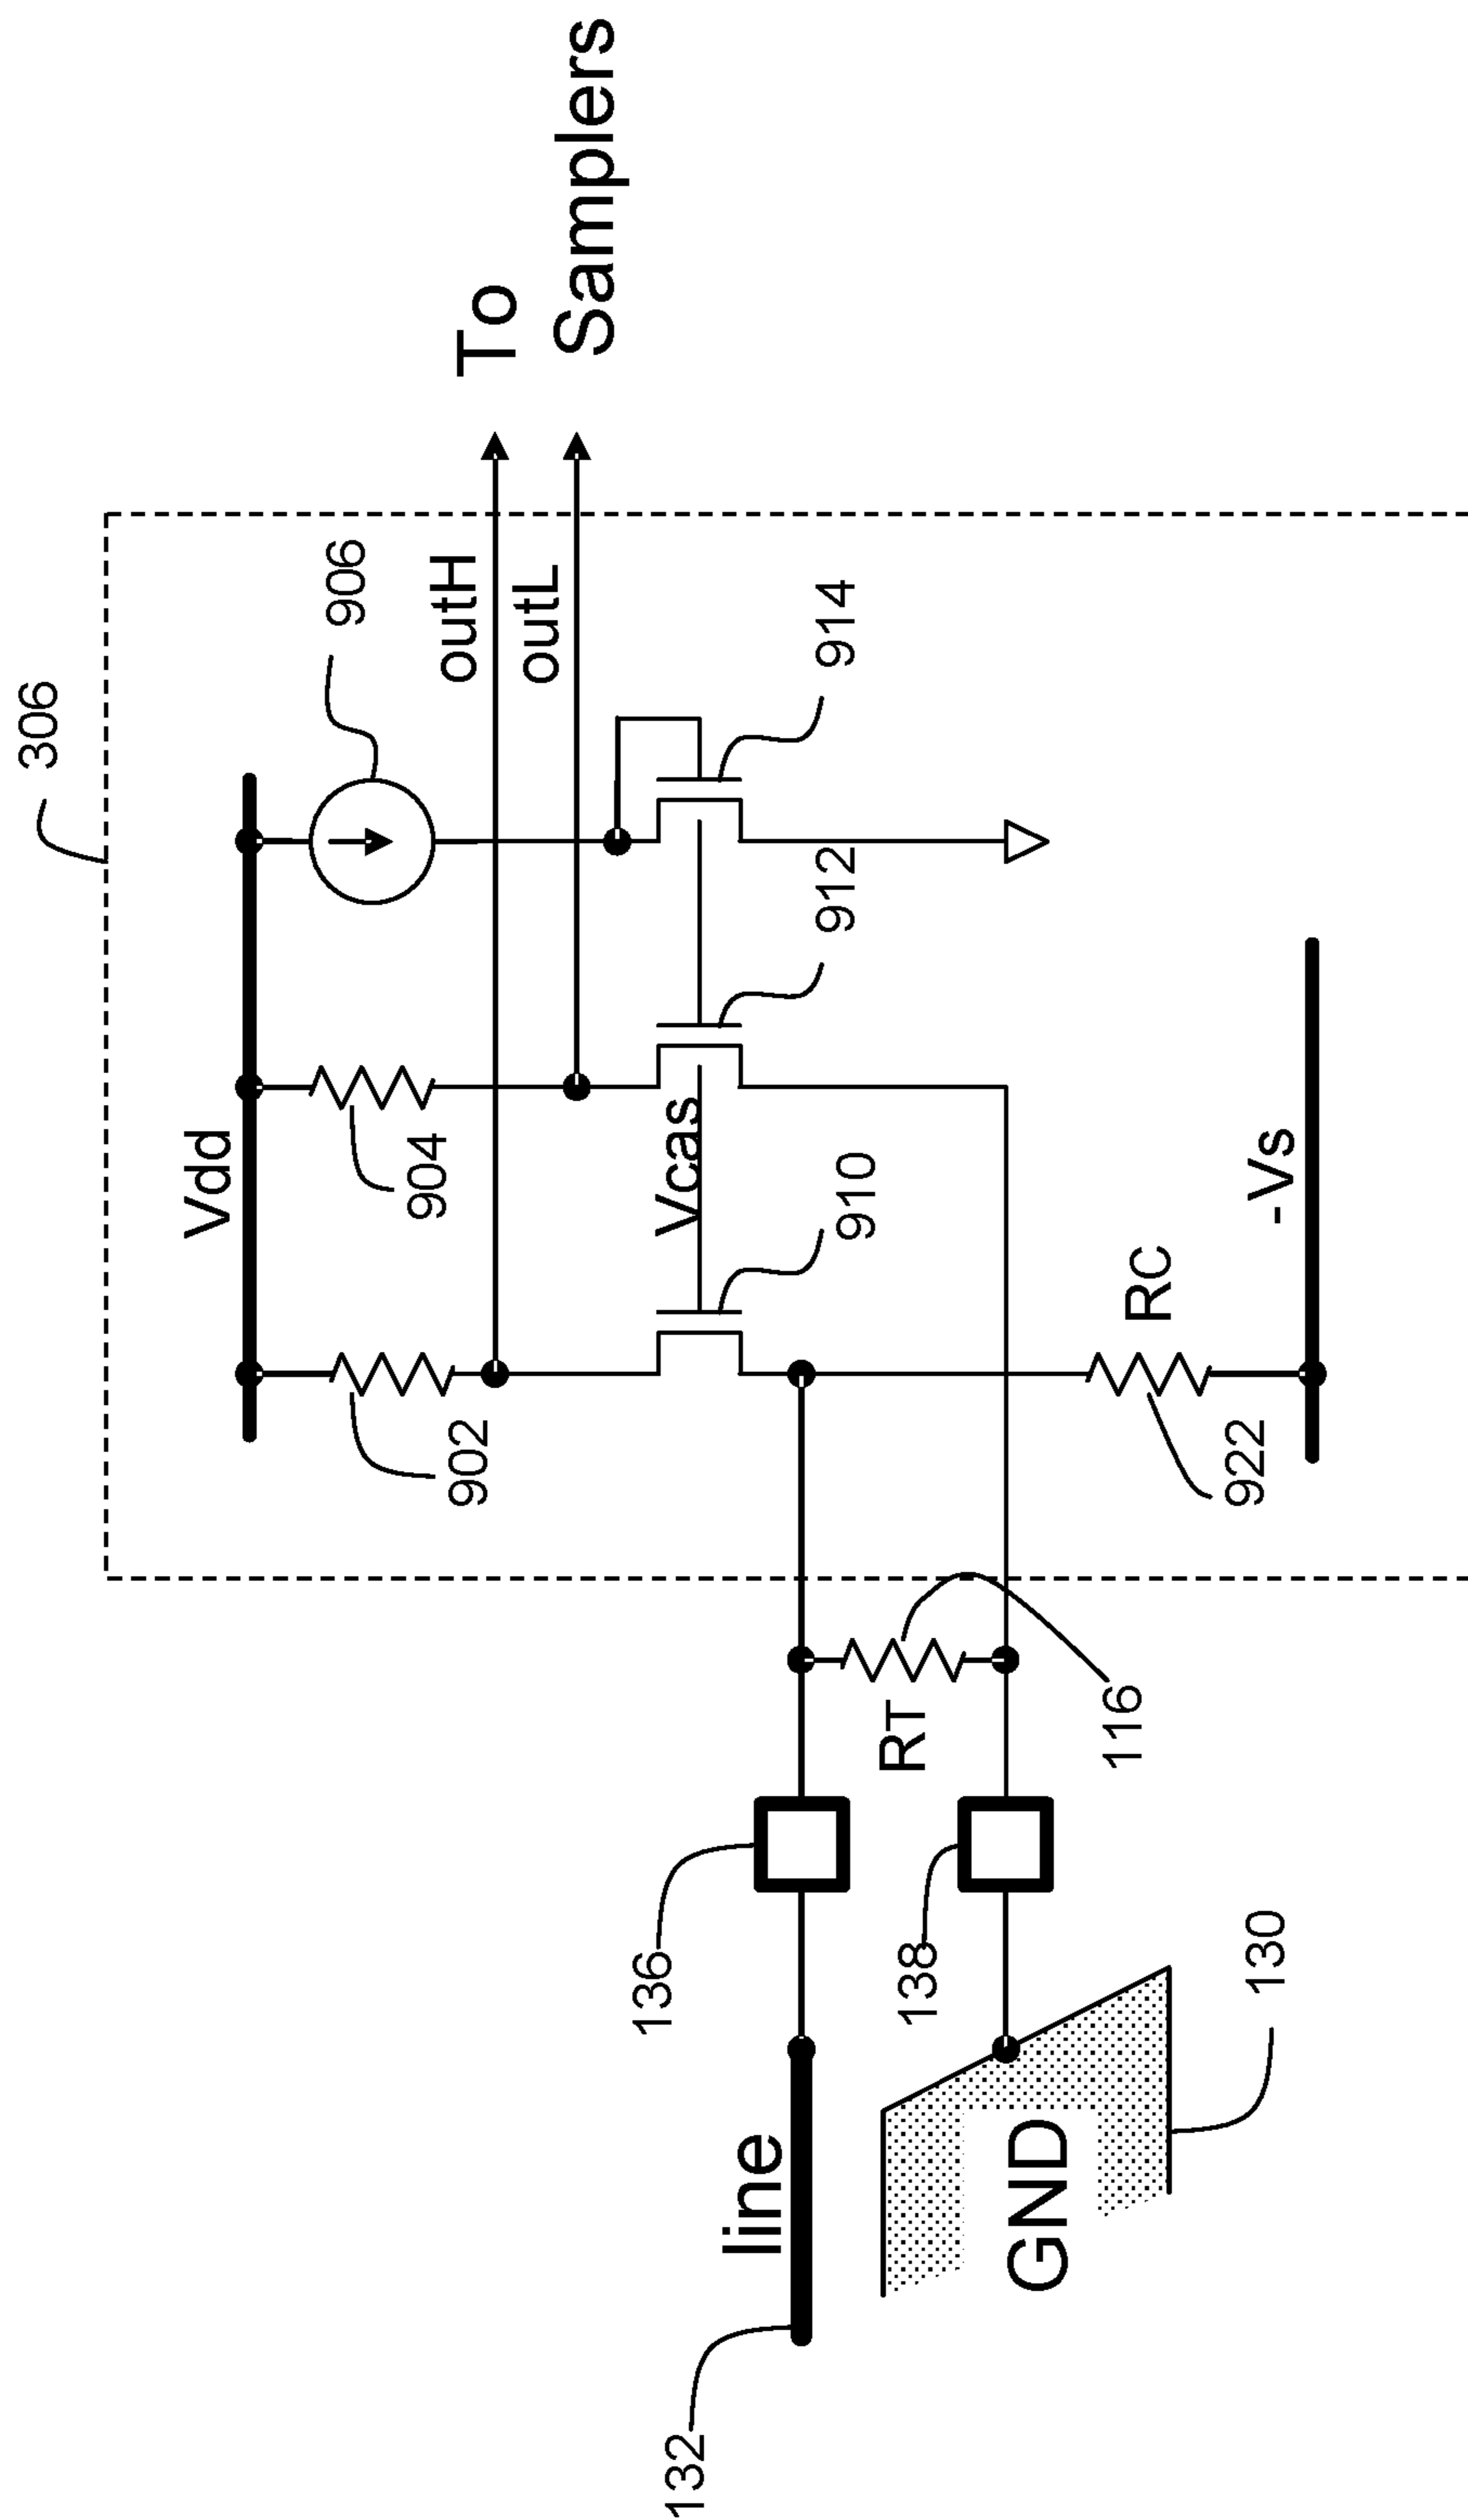 306
Vdd
902
904
906
outH
outL
To
Samplers
Vcas
910
912
914
RC
922
-Vs
RT
116
136
138
line
132
GND
130